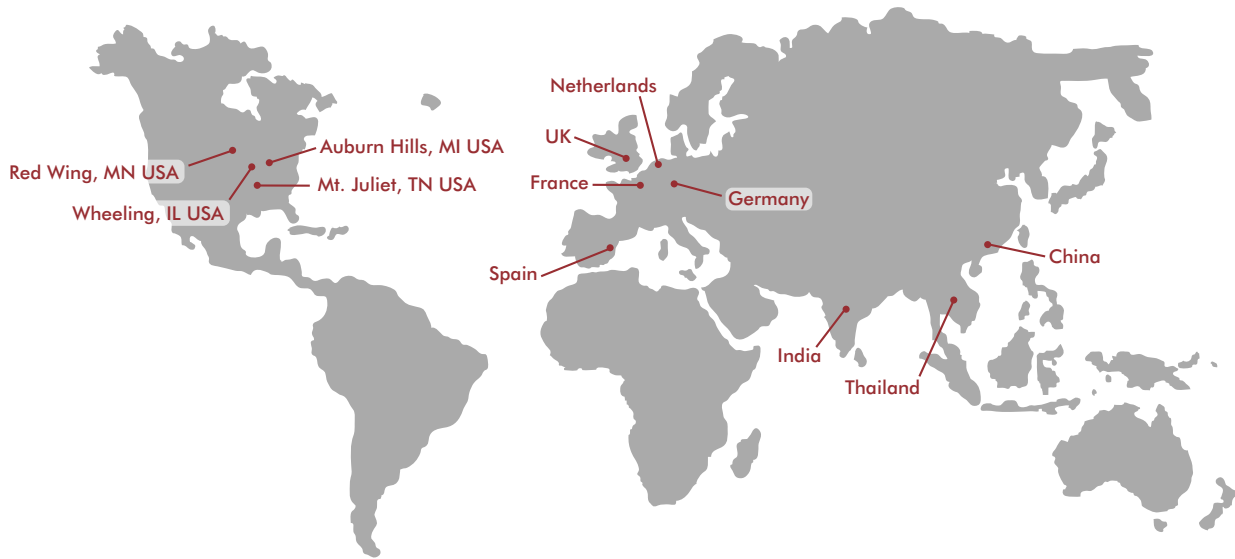 Netherlands
UK
Auburn Hills, MI USA
Red Wing, MN USA
Mt. Juliet, TN USA
France
Germany
Wheeling, IL USA
China
Spain
India
Thailand